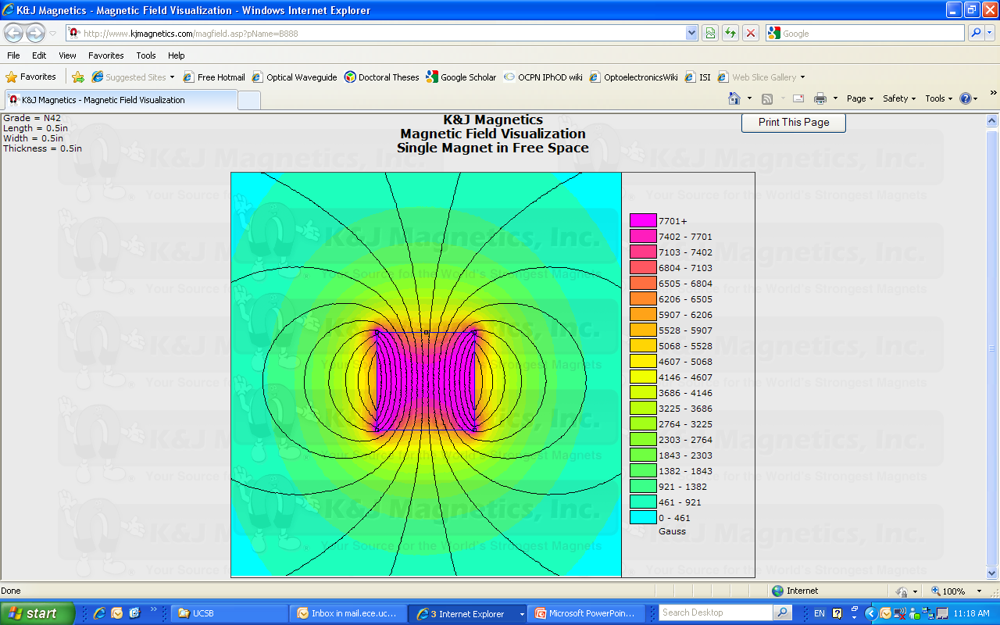 K&J Magnetics - Magnetic Field Visualization - Windows Internet Explorer
http://www.kjmagnetics.com/magfield.asp?pName=B888
Google
File Edit View Favorites Tools Help
Favorites Suggested Sites Free Hotmail Optical Waveguide Doctoral Theses Google Scholar OCPN IPhOD wiki OptoelectronicsWiki ISI Web Slice Gallery
K&J Magnetics - Magnetic Field Visualization
Page Safety Tools »
Grade = N42
Length = 0.5in
Width = 0.5in
Thickness = 0.5in
K&J Magnetics
Magnetic Field Visualization
Single Magnet in Free Space
Print This Page
K&J Magnetics, Inc.
Your Source for the World's Strongest Magnets
7701+
7402 - 7701
7103 - 7402
6804 - 7103
6505 - 6804
6206 - 6505
5907 - 6206
5528 - 5907
5068 - 5528
4607 - 5068
4146 - 4607
3686 - 4146
3225 - 3686
2764 - 3225
2303 - 2764
1843 - 2303
1382 - 1843
921 - 1382
461 - 921
0 - 461
Gauss
Done Internet 100%
start » UCSB Inbox in mail.ece.uc... 3 Internet Explorer Microsoft PowerPoin... Search Desktop EN 11:18 AM